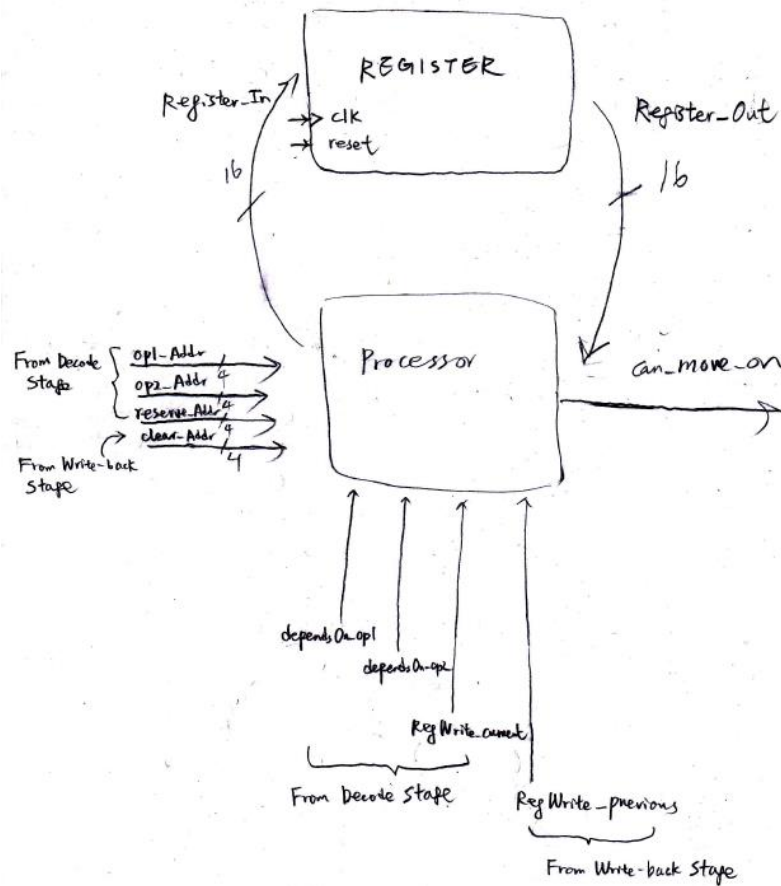 REGISTER
Register_In
clk
reset
Register_Out
16
16
Processor
From Decode
Stage
op1_Addr
4
op2_Addr
4
reserve_Addr
4
clear_Addr
4
From Write-back
Stage
can_move_on
dependsOn_op1
dependsOn_op2
RegWrite_current
From Decode Stage
RegWrite_previous
From Write-back Stage